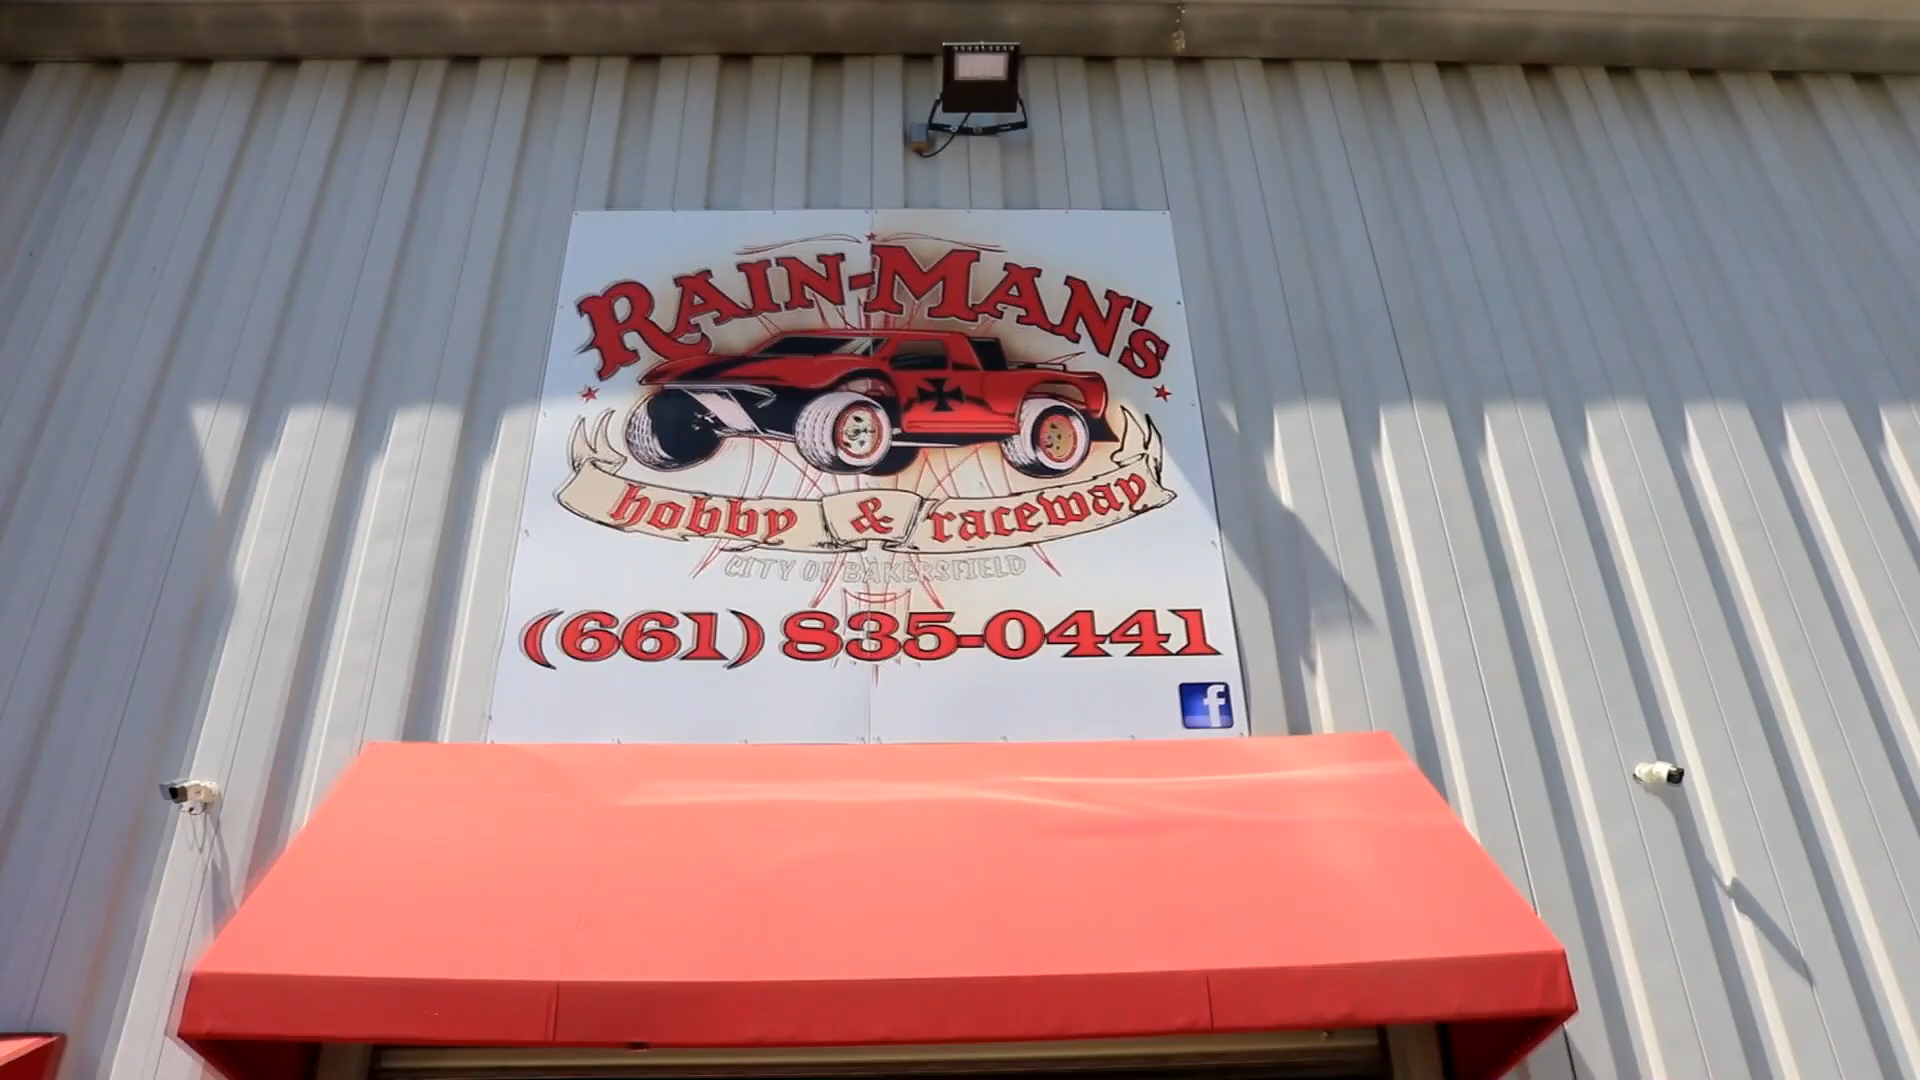 RAIN-MAN'S
hobby & raceway
CITY OF BAKERSFIELD
(661) 835-0441
f